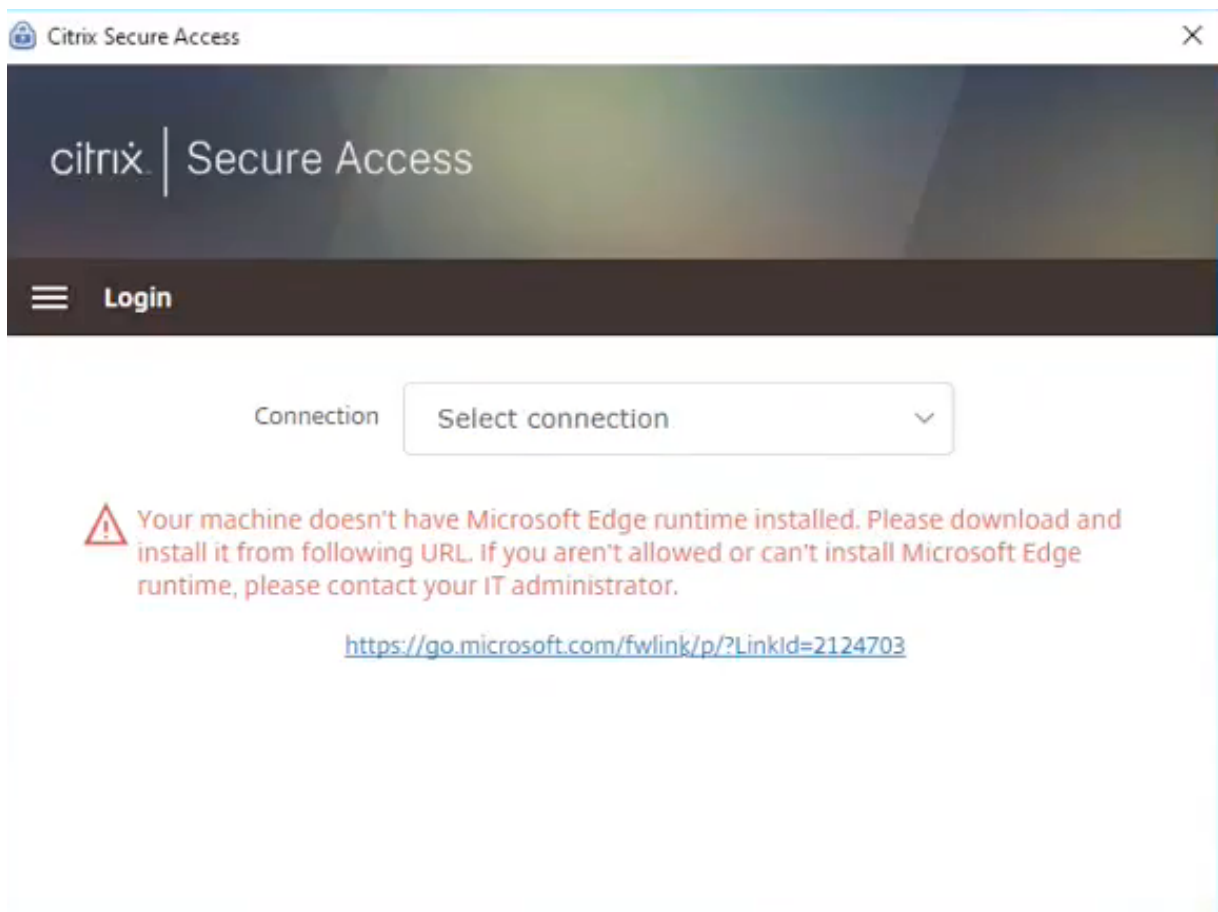 Citrix Secure Access
citrix. | Secure Access
Login
Connection
Select connection
Your machine doesn't have Microsoft Edge runtime installed. Please download and
install it from following URL. If you aren't allowed or can't install Microsoft Edge
runtime, please contact your IT administrator.
https://go.microsoft.com/fwlink/p/?LinkId=2124703